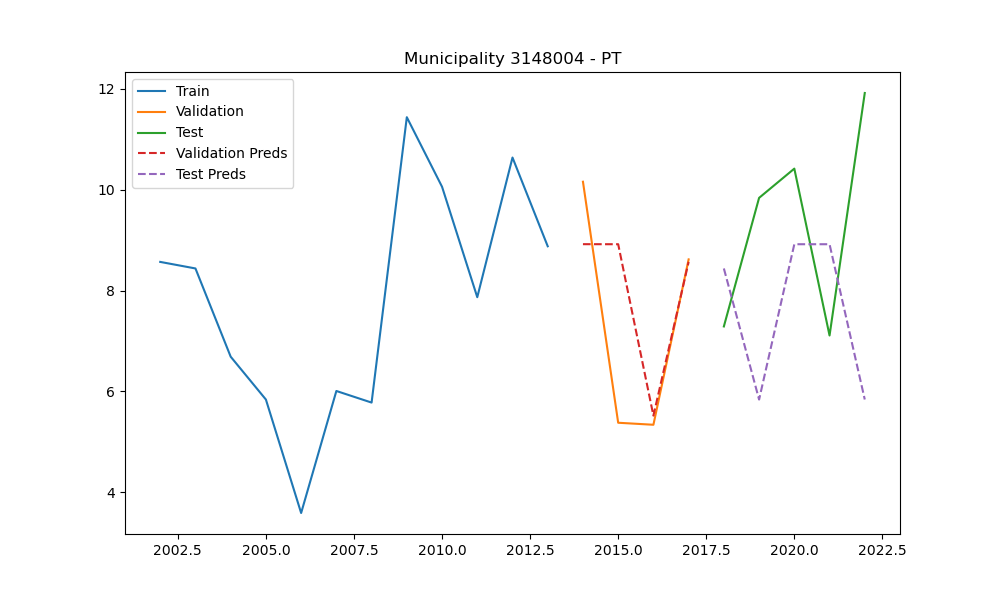 Municipality 3148004 - PT
Train
Validation
Test
Validation Preds
Test Preds
12
10
8
6
4
2002.5 2005.0 2007.5 2010.0 2012.5 2015.0 2017.5 2020.0 2022.5